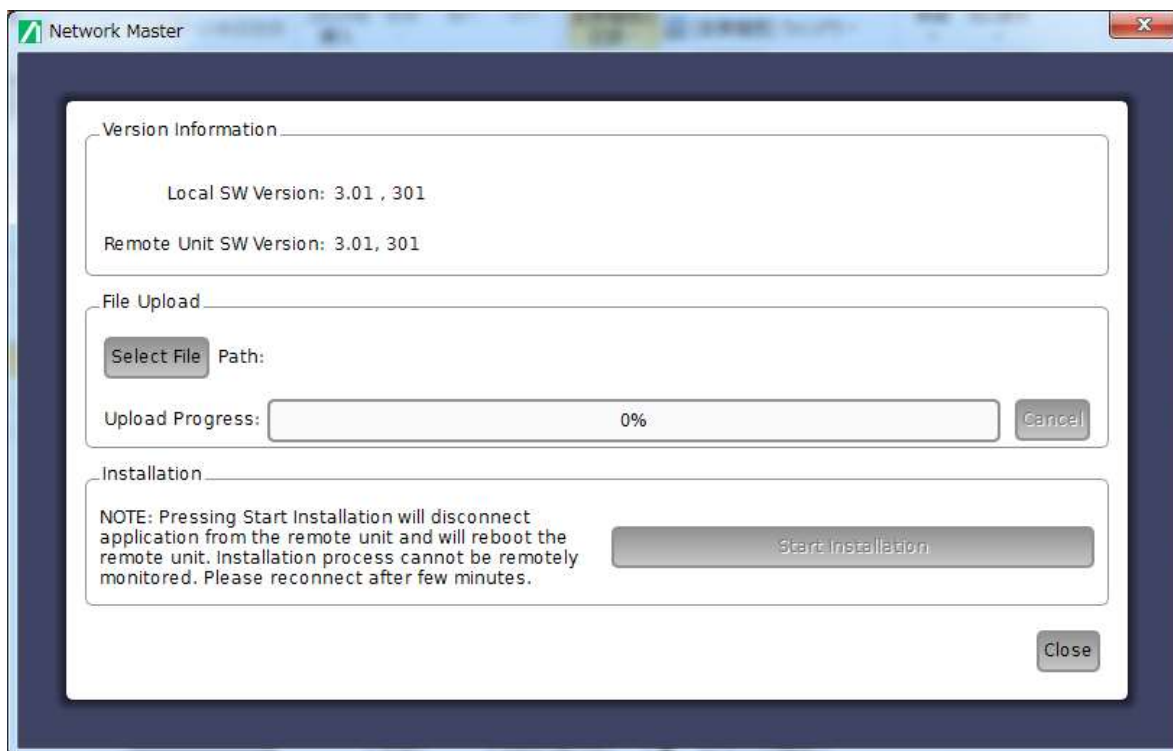 Network Master
Version Information
Local SW Version: 3.01 , 301
Remote Unit SW Version: 3.01, 301
File Upload
Select File Path:
Upload Progress: 0% Cancel
Installation
NOTE: Pressing Start Installation will disconnect
application from the remote unit and will reboot the
remote unit. Installation process cannot be remotely
monitored. Please reconnect after few minutes.
Start Installation
Close